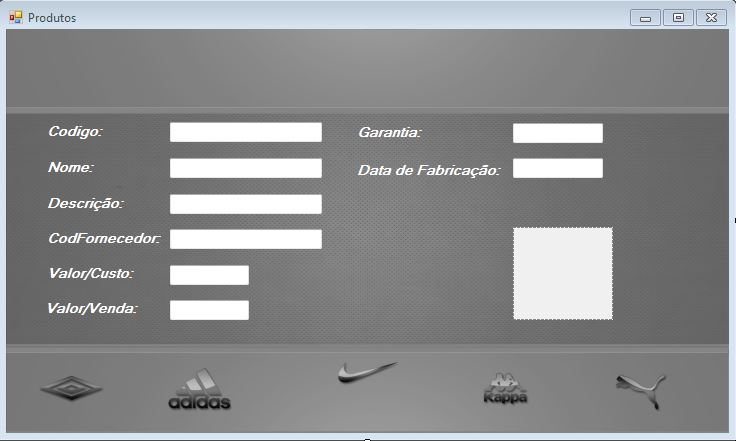 Produtos
Codigo:
Nome:
Descrição:
CodFornecedor:
Valor/Custo:
Valor/Venda:
Garantia:
Data de Fabricação:
adidas
Kappa